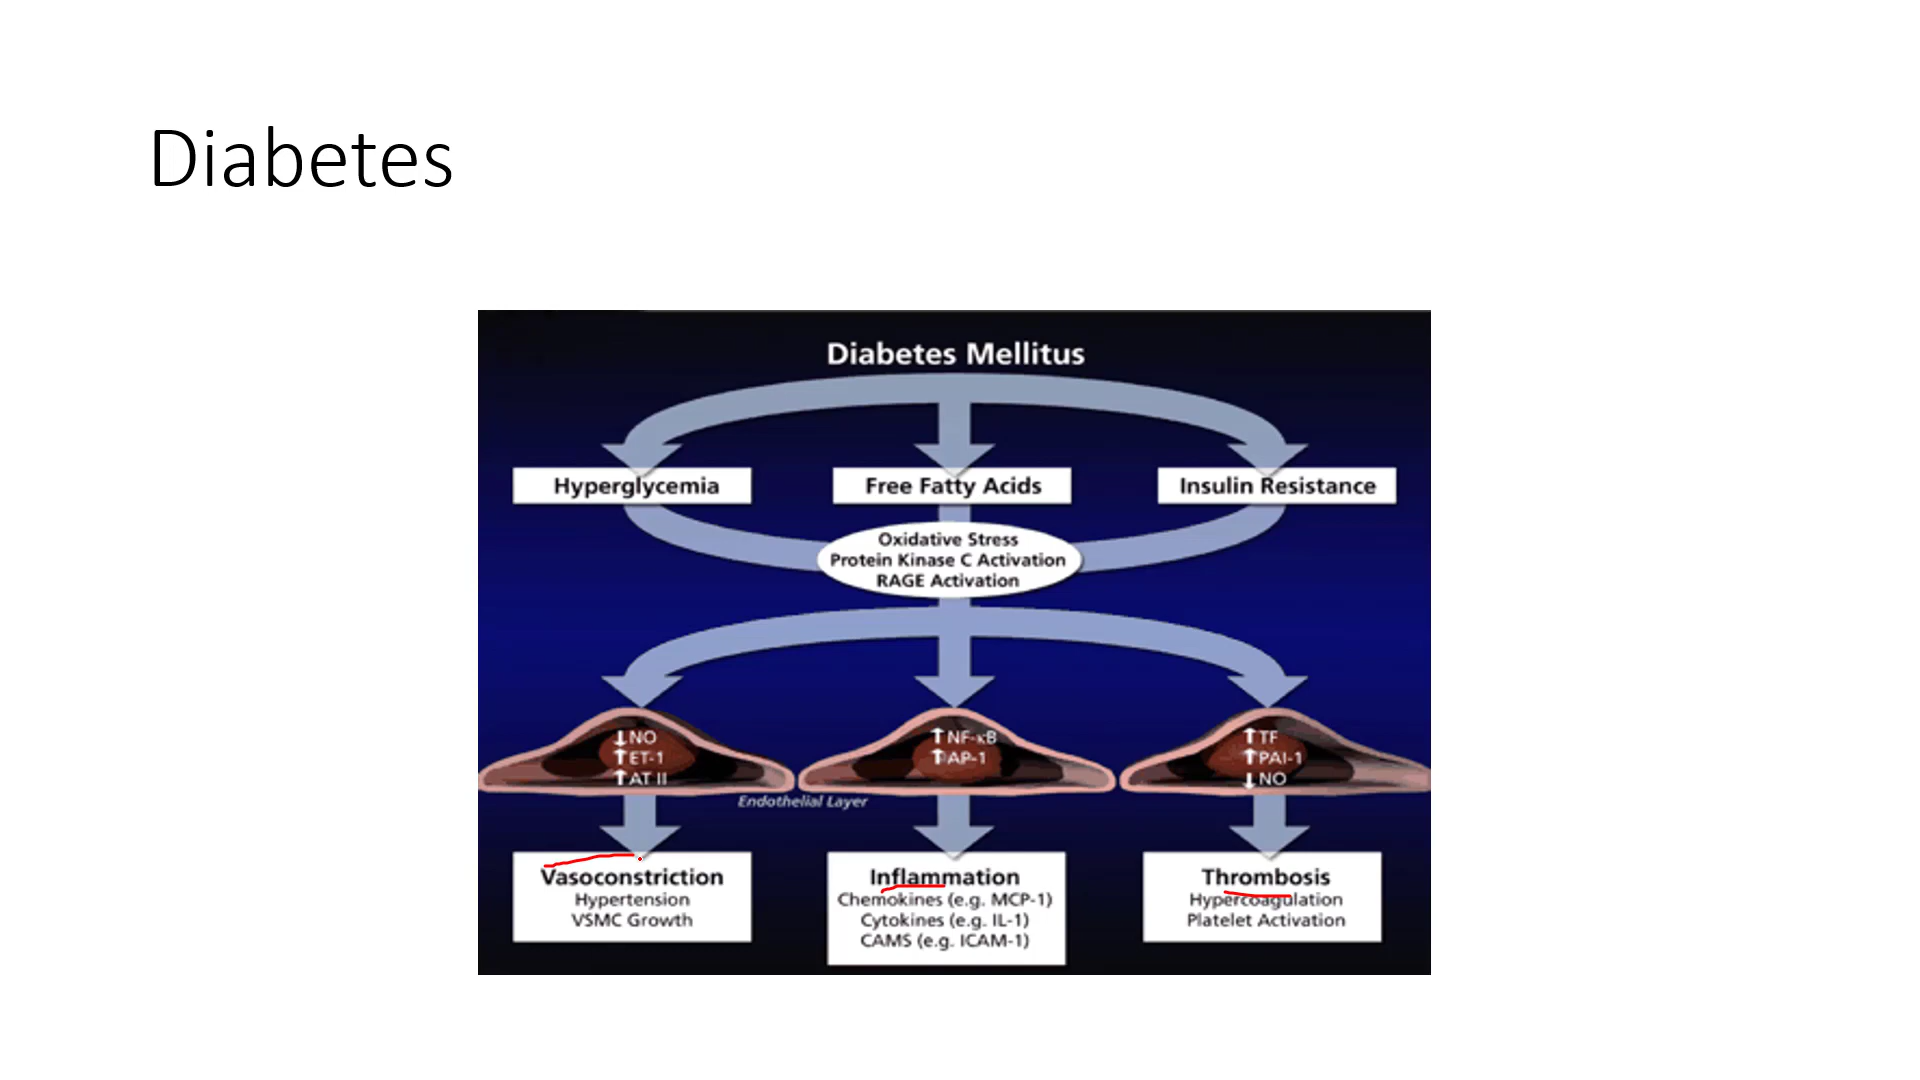 Diabetes
Diabetes Mellitus
Hyperglycemia
Free Fatty Acids
Insulin Resistance
Oxidative Stress
Protein Kinase C Activation
RAGE Activation
↓NO
↑ET-1
↑AT II
↑NF-κB
↑AP-1
↑TF
↑PAI-1
↓NO
Endothelial Layer
Vasoconstriction
Hypertension
VSMC Growth
Inflammation
Chemokines (e.g. MCP-1)
Cytokines (e.g. IL-1)
CAMS (e.g. ICAM-1)
Thrombosis
Hypercoagulation
Platelet Activation